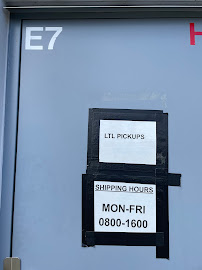 E7
H
LTL PICKUPS
SHIPPING HOURS
MON-FRI
0800-1600